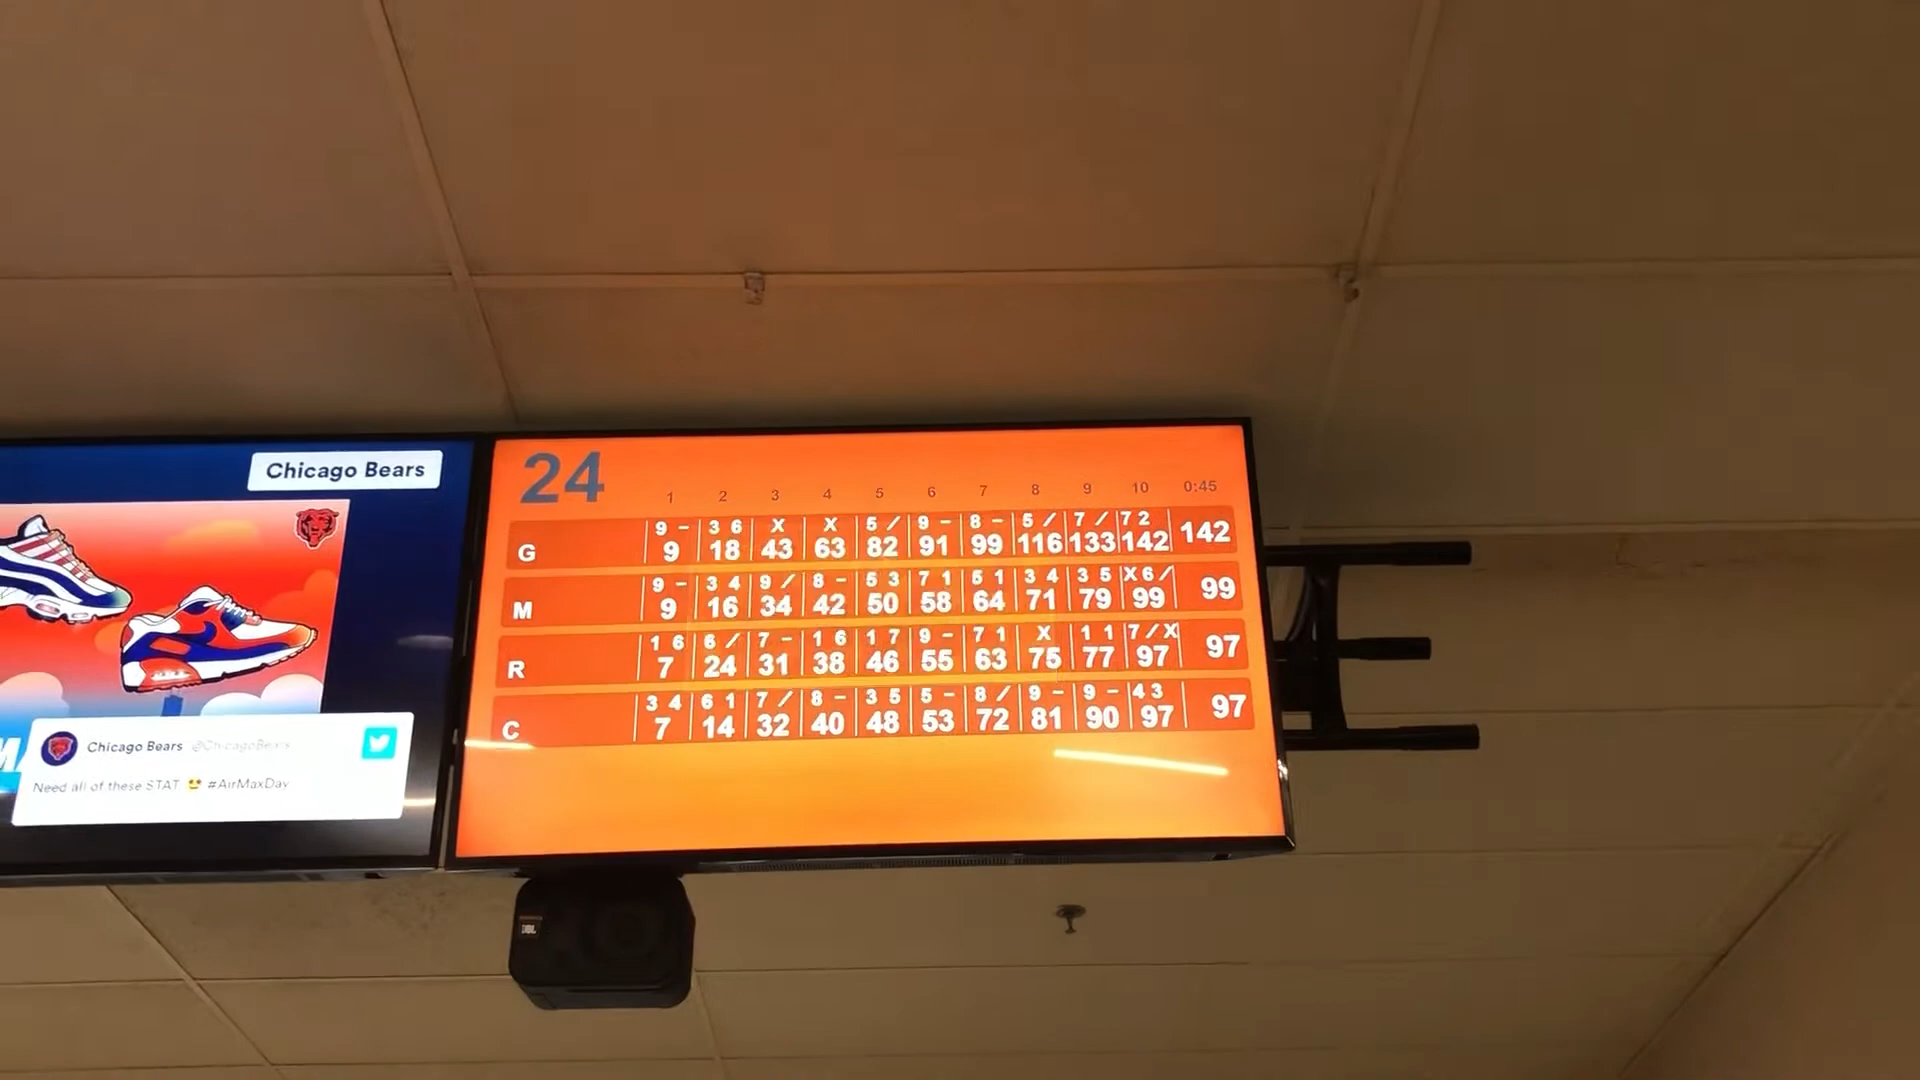 Chicago Bears
Chicago Bears @ChicagoBears
Need all of these STAT #AirMaxDay
24
1 2 3 4 5 6 7 8 9 10 0:45
9 - 3 6 X X 5 / 9 - 8 - 5 / 7 / 7 2
G 9 18 43 63 82 91 99 116 133 142 142
9 - 3 4 9 / 8 - 5 3 7 1 5 1 3 4 3 5 X 6 /
M 9 16 34 42 50 58 64 71 79 99 99
1 6 6 / 7 - 1 6 1 7 9 - 7 1 X 1 1 7 / X
R 7 24 31 38 46 55 63 75 77 97 97
3 4 6 1 7 / 8 - 3 5 5 - 8 / 9 - 9 - 4 3
C 7 14 32 40 48 53 72 81 90 97 97
JBL